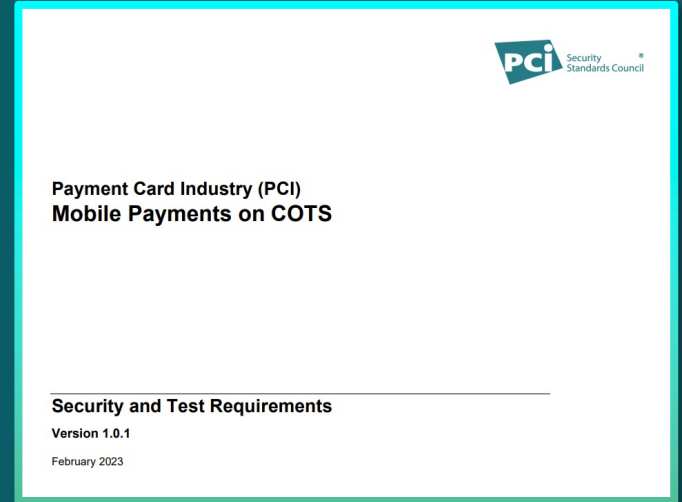 PCI Security ®
Standards Council
Payment Card Industry (PCI)
Mobile Payments on COTS
Security and Test Requirements
Version 1.0.1
February 2023